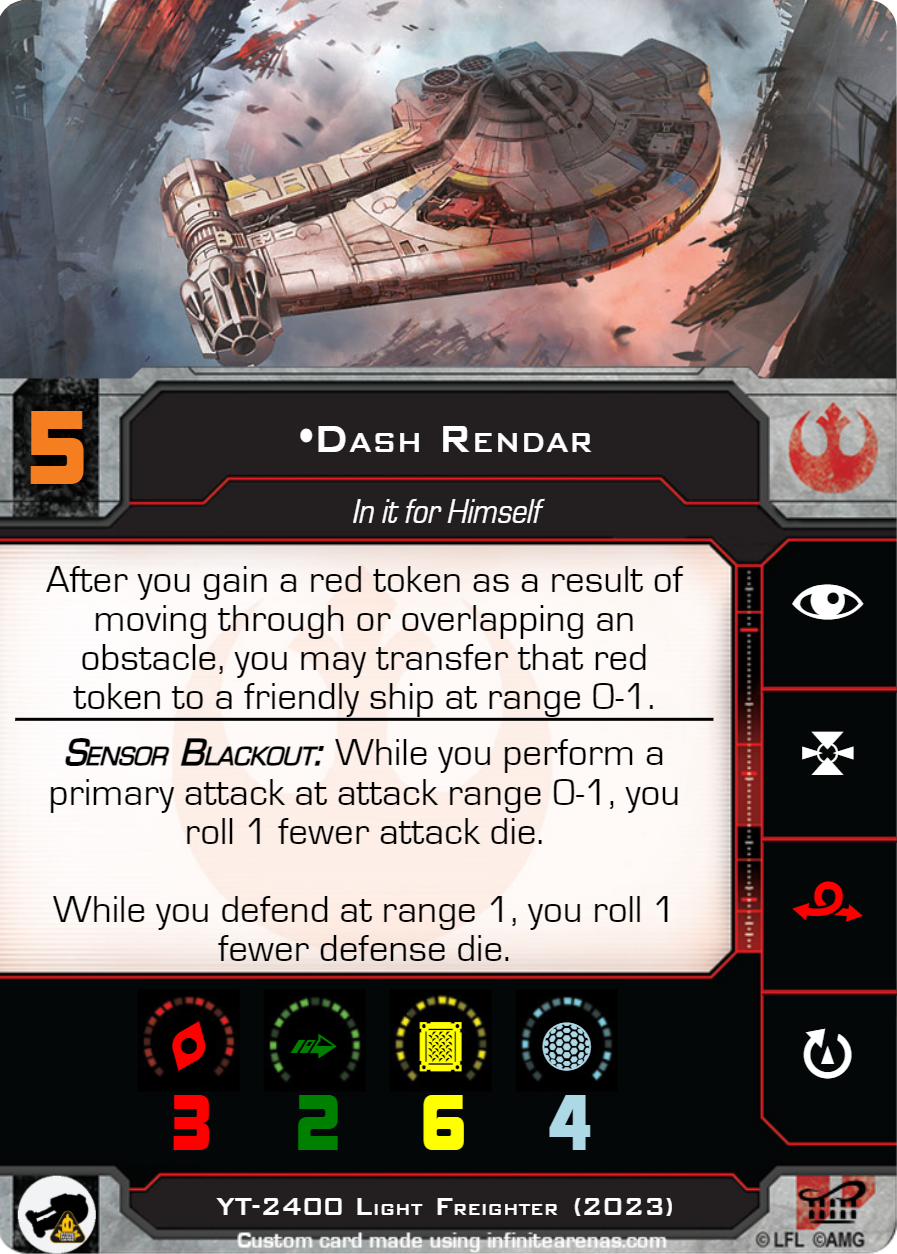 5
•Dash Rendar
In it for Himself
After you gain a red token as a result of
moving through or overlapping an
obstacle, you may transfer that red
token to a friendly ship at range 0-1.
Sensor Blackout: While you perform a
primary attack at attack range 0-1, you
roll 1 fewer attack die.
While you defend at range 1, you roll 1
fewer defense die.
3 2 6 4
YT-2400 Light Freighter (2023)
Custom card made using infinitearenas.com
© LFL ©AMG